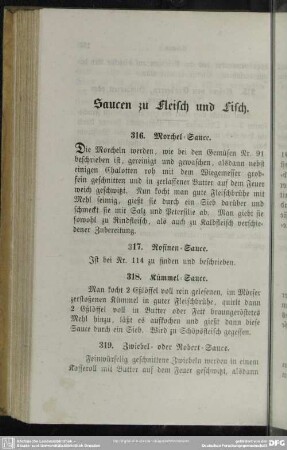 Saucen zu Fleisch und Fisch.
316. Morchel-Sauce.
Die Morcheln werden, wie bei den Gemüsen Nr. 91
beschrieben ist, gereinigt und gewaschen, alsdann nebst
einigen Chalotten roh mit dem Wiegemesser grob-
sein geschnitten und in zerlassener Butter auf dem Feuer
weich geschwitzt. Nun kocht man gute Fleischbrühe mit
Mehl seimig, gießt sie durch ein Sieb darüber und
schmeckt sie mit Salz und Petersilie ab. Man giebt sie
sowohl zu Rindfleisch, als auch zu Kalbfleisch verschie-
dener Zubereitung.
317. Rosinen-Sauce.
Ist bei Nr. 114 zu finden und beschrieben.
318. Kümmel-Sauce.
Man kocht 2 Eßlöffel voll rein gelesenen, im Mörser
zerstoßenen Kümmel in guter Fleischbrühe, quirlt dann
2 Eßlöffel voll in Butter oder Fett braungeröstetes
Mehl hinzu, läßt es aufkochen und gießt dann diese
Sauce durch ein Sieb. Wird zu Schöpsfleisch gegessen.
319. Zwiebel- oder Robert-Sauce.
Feinwürfelig geschnittene Zwiebeln werden in einem
Kasseroll mit Butter auf dem Feuer geschwitzt, alsdann